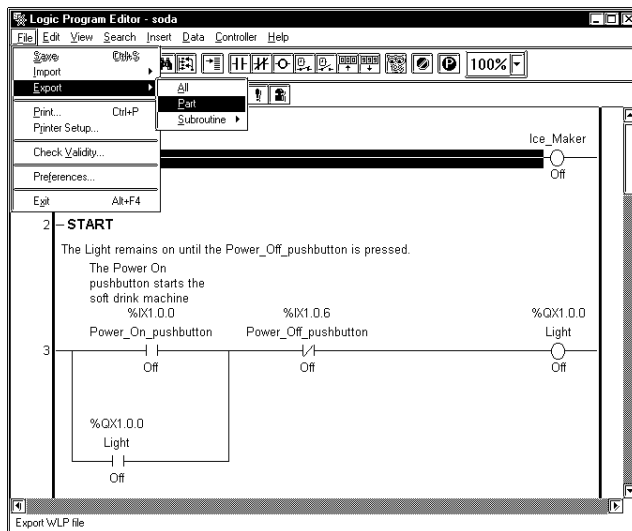 Logic Program Editor - soda
File Edit View Search Insert Data Controller Help
Save Ctrl+S
Import
Export
All
Part
Subroutine
Print... Ctrl+P
Printer Setup...
Check Validity...
Preferences...
Exit Alt+F4
100%
Ice_Maker
Off
2 START
The Light remains on until the Power_Off_pushbutton is pressed.
The Power On
pushbutton starts the
soft drink machine
%IX1.0.0 %IX1.0.6 %QX1.0.0
Power_On_pushbutton Power_Off_pushbutton Light
3
Off Off Off
%QX1.0.0
Light
Off
Export WLP file